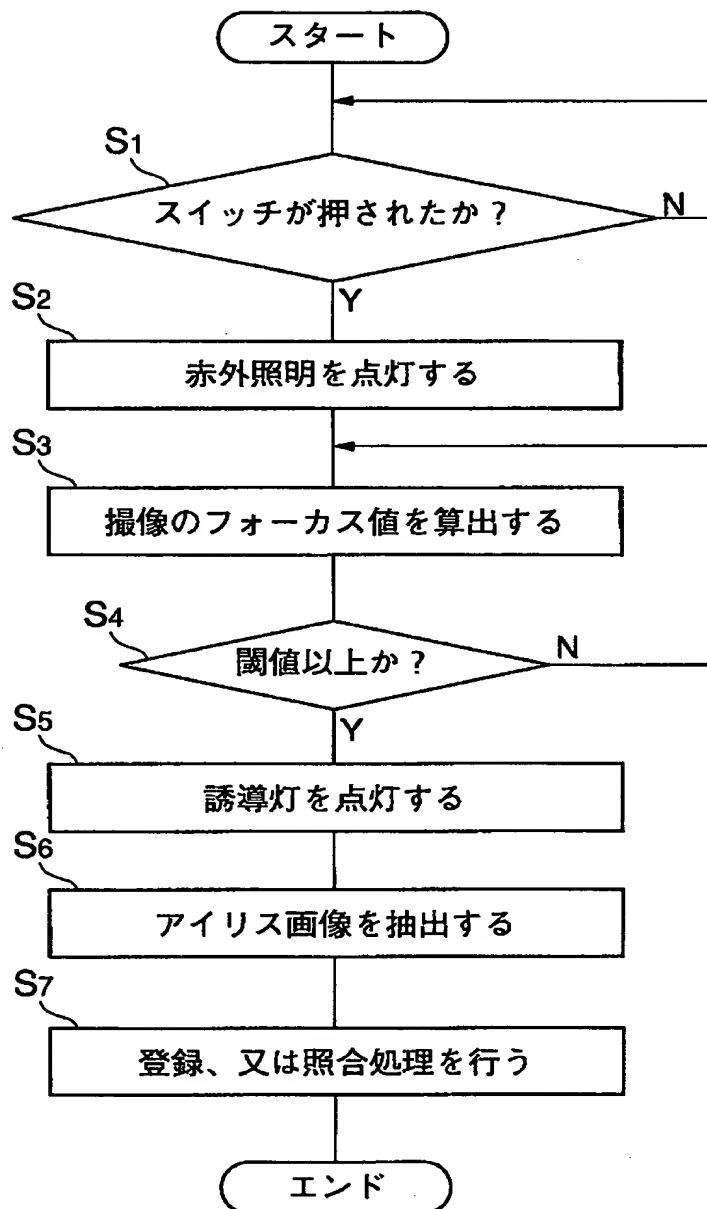 スタート
S1
スイッチが押されたか？
N
Y
S2
赤外照明を点灯する
S3
撮像のフォーカス値を算出する
S4
閾値以上か？
N
Y
S5
誘導灯を点灯する
S6
アイリス画像を抽出する
S7
登録、又は照合処理を行う
エンド